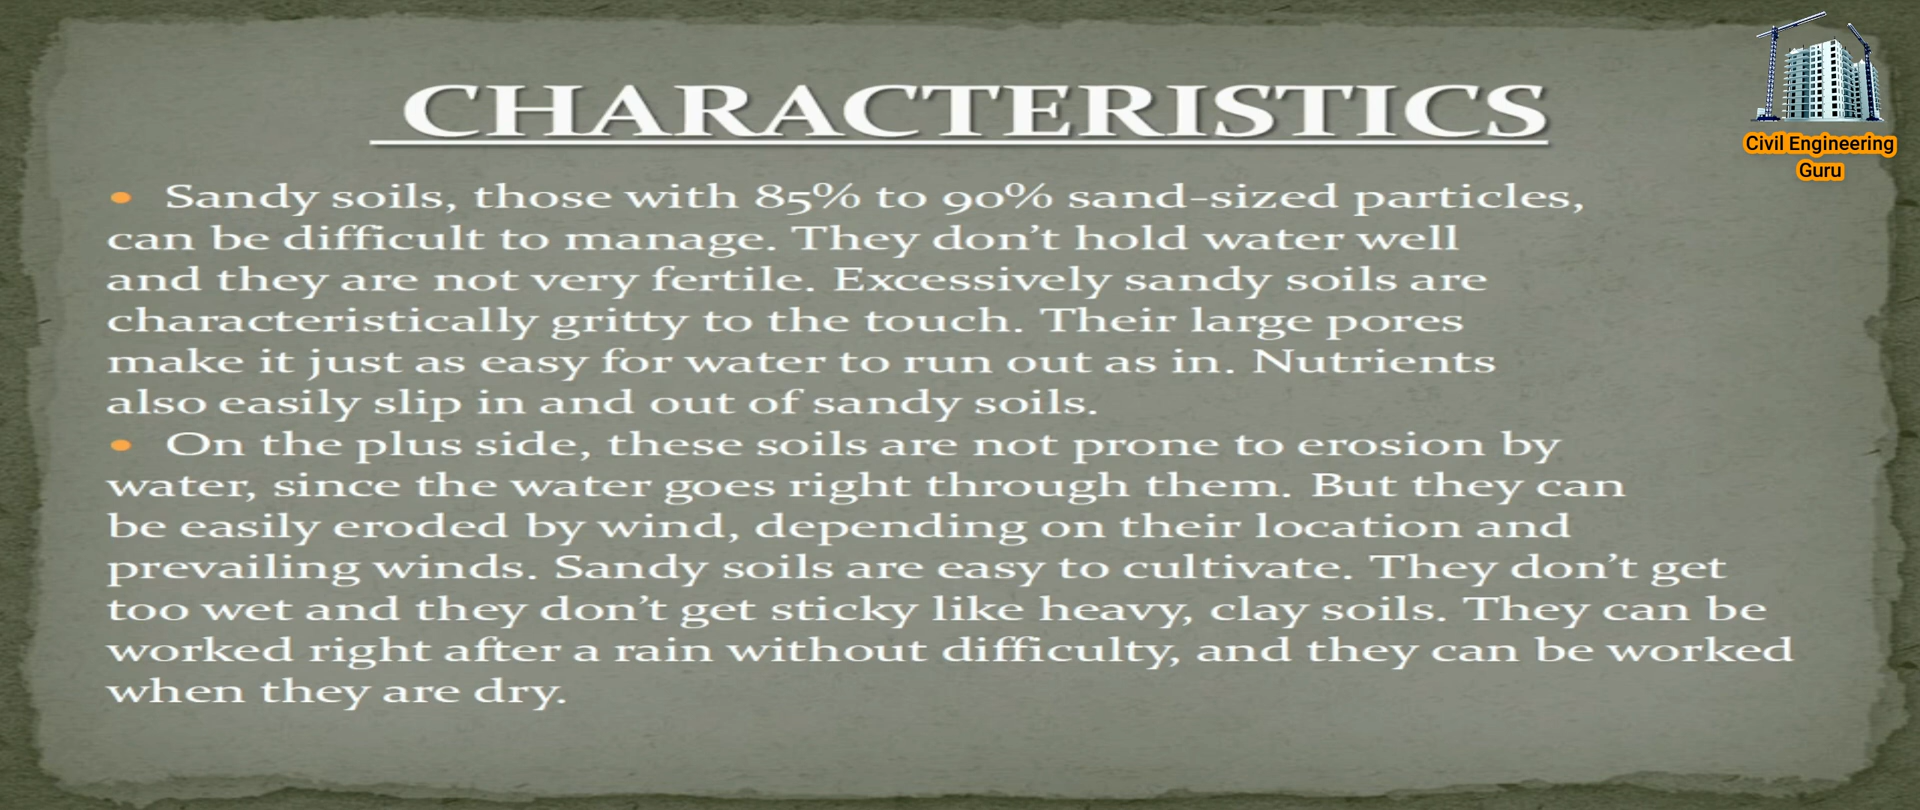 CHARACTERISTICS
Civil Engineering
Guru
• Sandy soils, those with 85% to 90% sand-sized particles,
can be difficult to manage. They don’t hold water well
and they are not very fertile. Excessively sandy soils are
characteristically gritty to the touch. Their large pores
make it just as easy for water to run out as in. Nutrients
also easily slip in and out of sandy soils.
• On the plus side, these soils are not prone to erosion by
water, since the water goes right through them. But they can
be easily eroded by wind, depending on their location and
prevailing winds. Sandy soils are easy to cultivate. They don’t get
too wet and they don’t get sticky like heavy, clay soils. They can be
worked right after a rain without difficulty, and they can be worked
when they are dry.